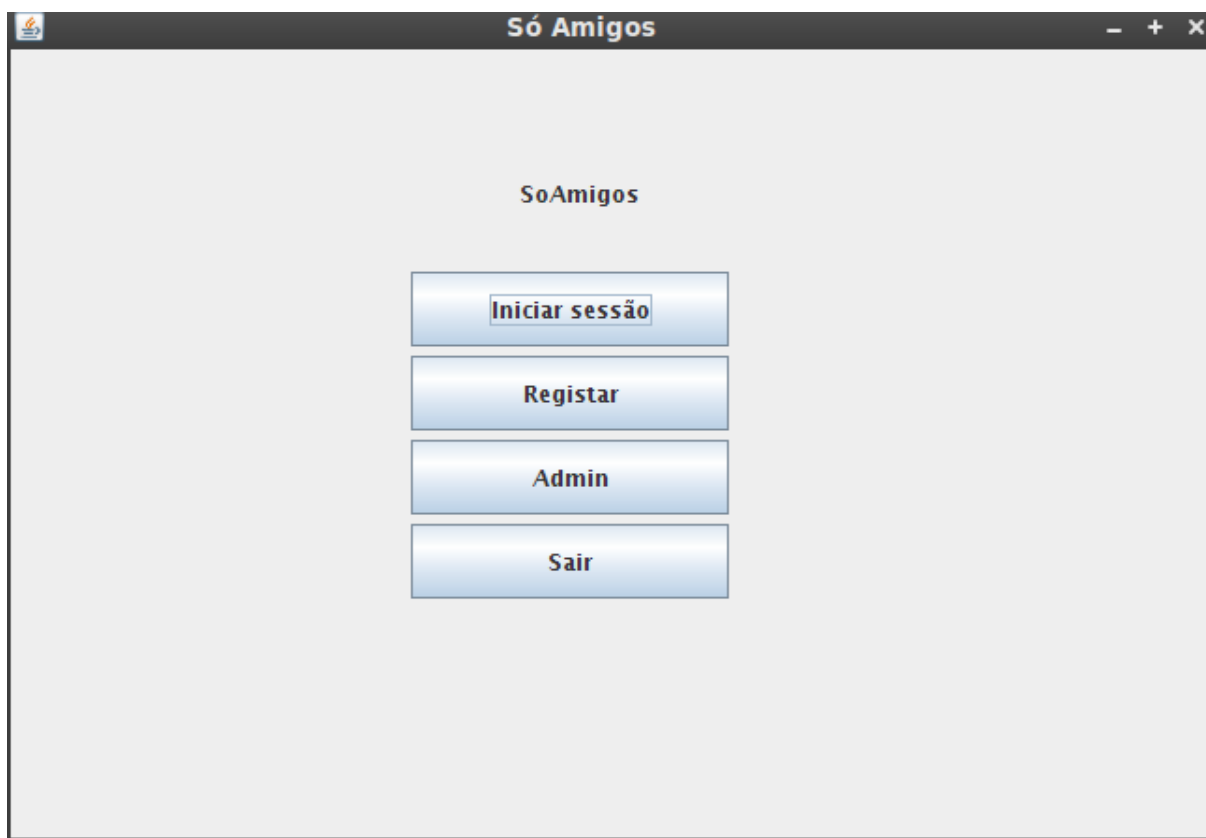 Só Amigos
SoAmigos
Iniciar sessão
Registar
Admin
Sair